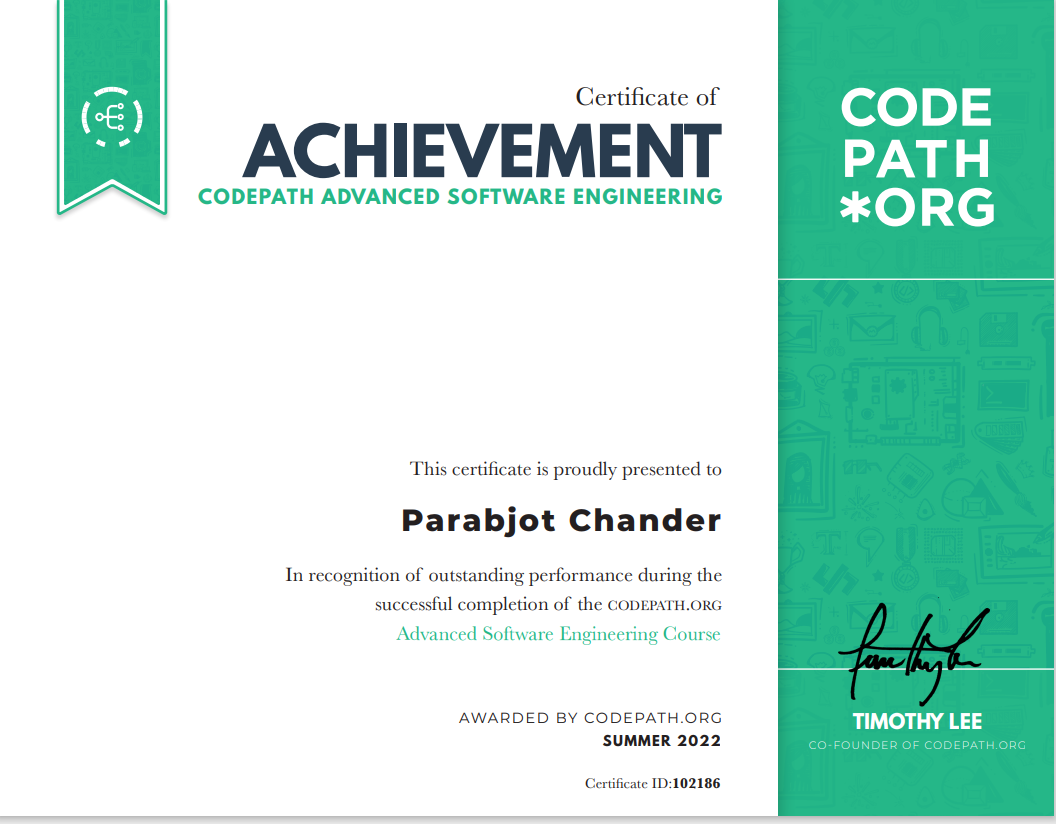 Certificate of
ACHIEVEMENT
CODEPATH ADVANCED SOFTWARE ENGINEERING
This certificate is proudly presented to
Parabjot Chander
In recognition of outstanding performance during the
successful completion of the CODEPATH.ORG
Advanced Software Engineering Course
AWARDED BY CODEPATH.ORG
SUMMER 2022
Certificate ID:102186
CODE
PATH
*ORG
TIMOTHY LEE
CO-FOUNDER OF CODEPATH.ORG